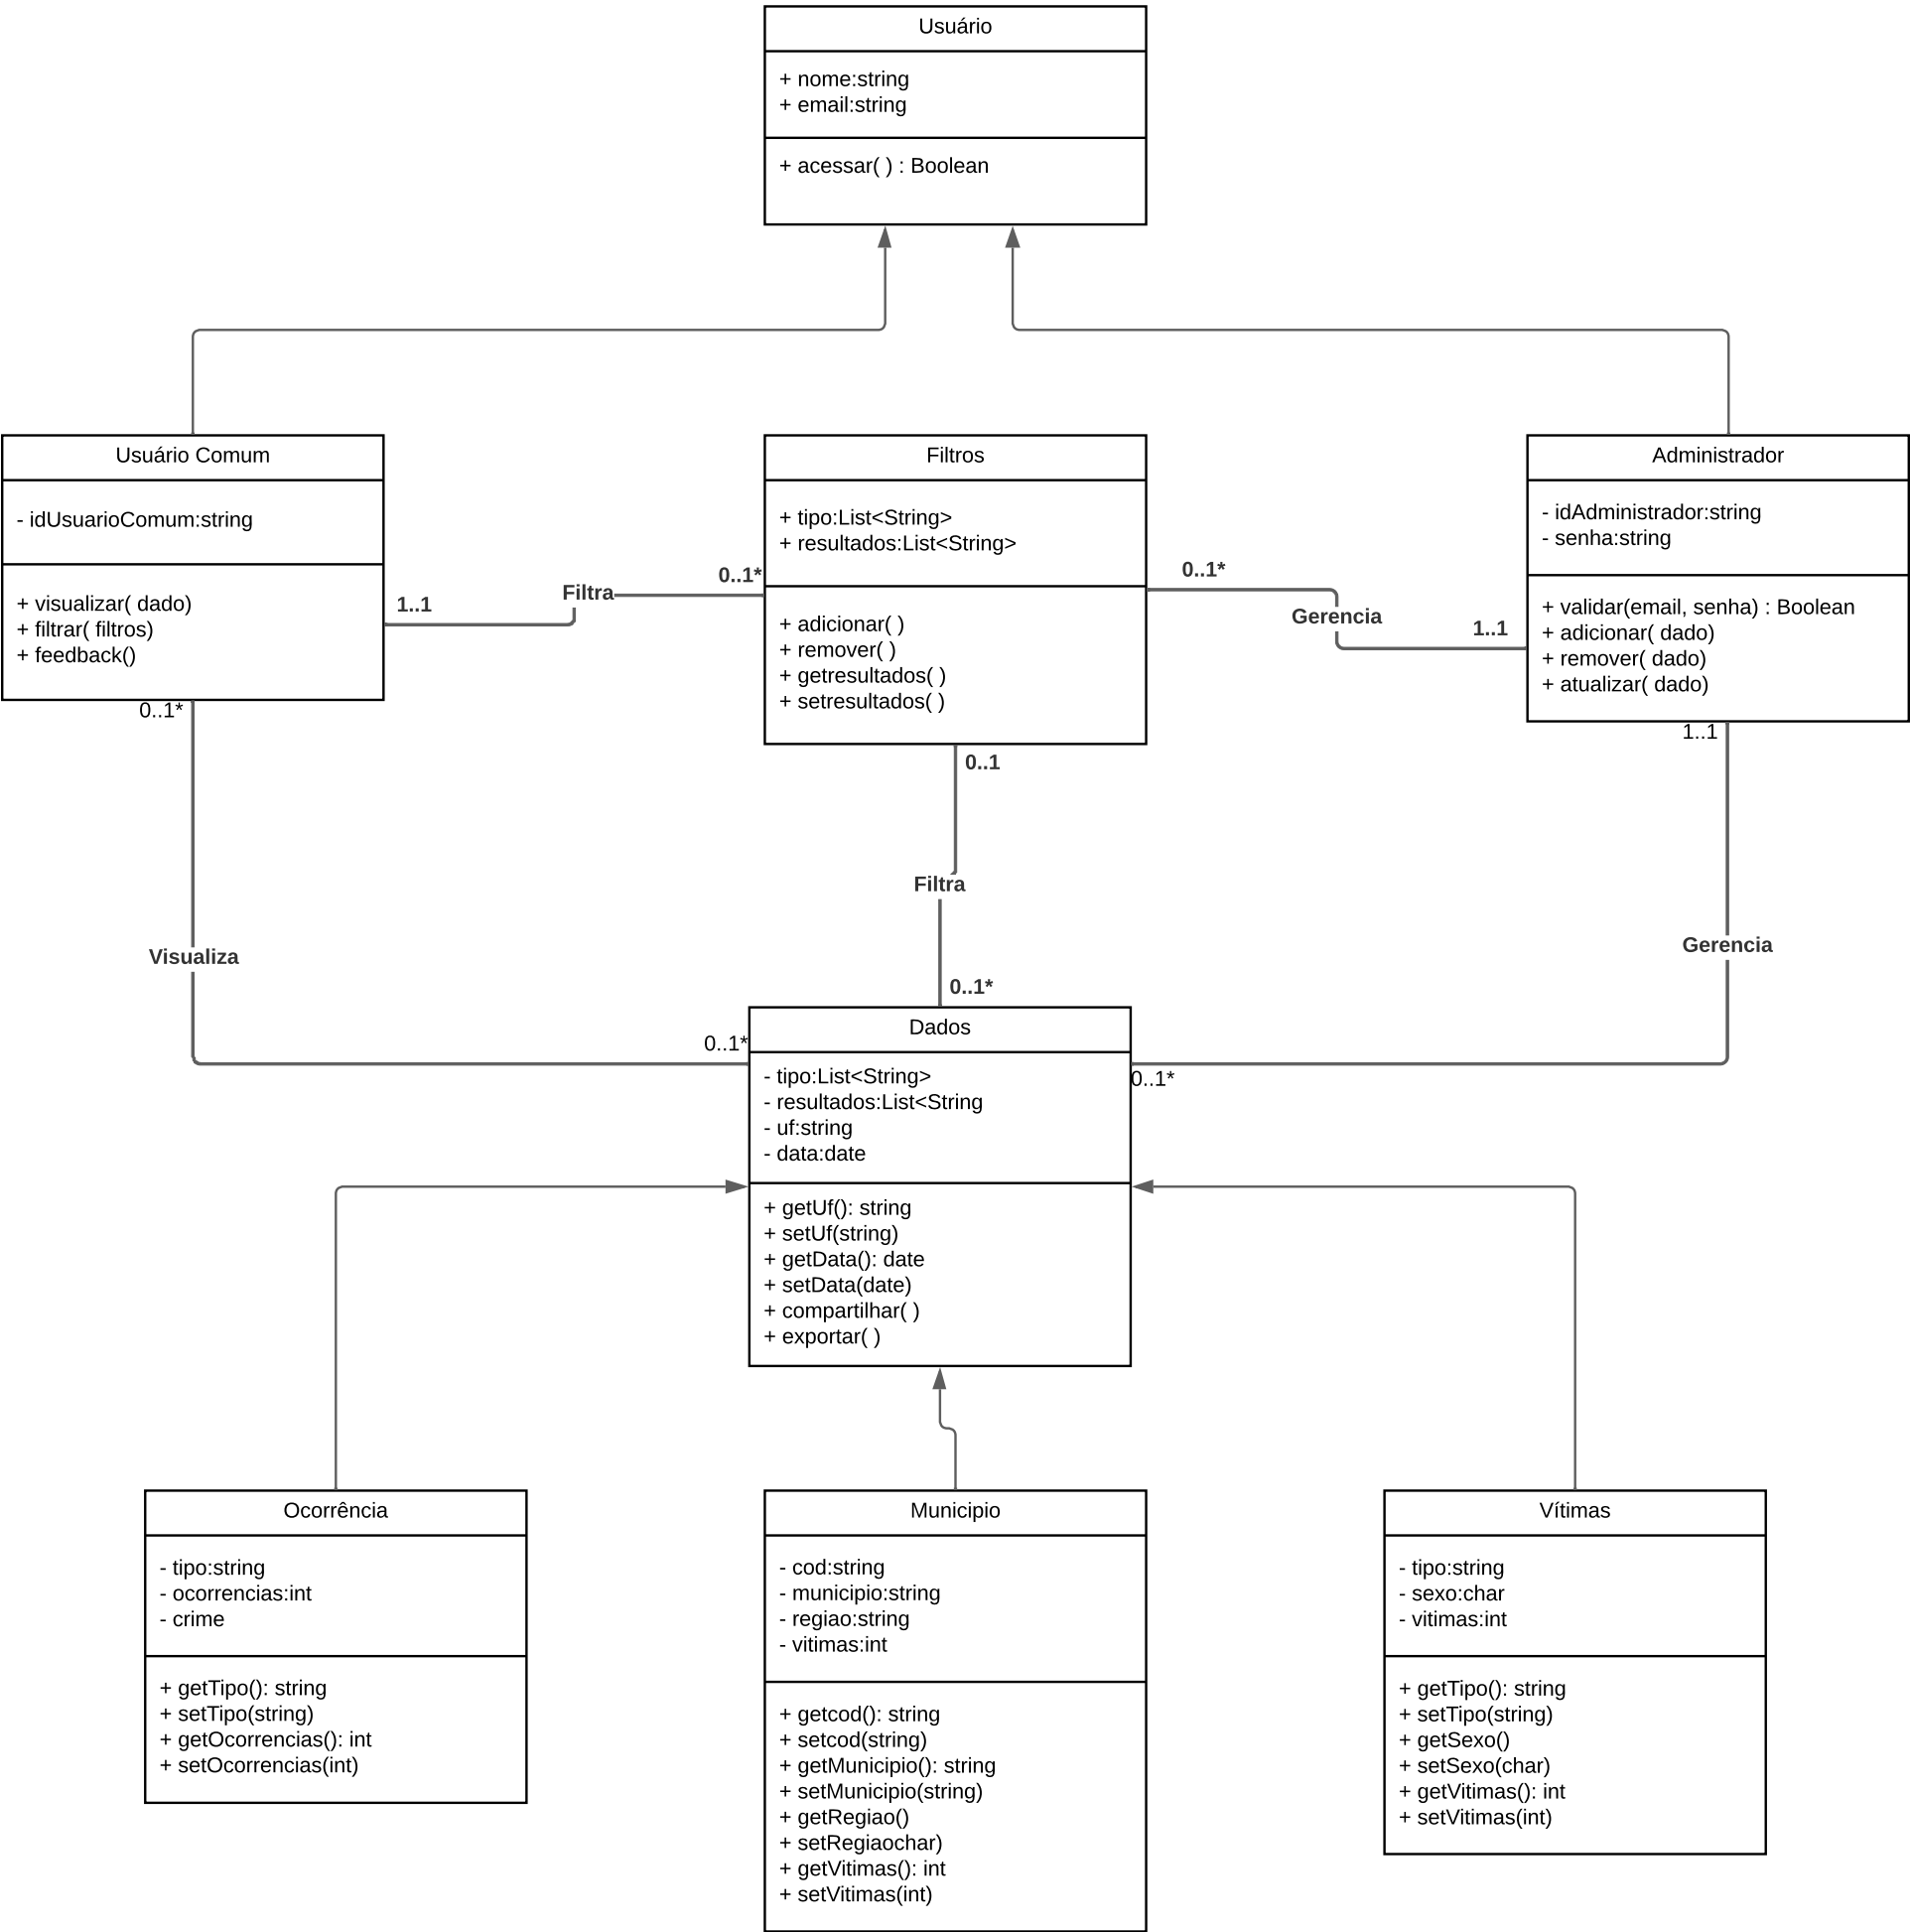 Usuário
+ nome:string
+ email:string
+ acessar( ) : Boolean
Usuário Comum
- idUsuarioComum:string
+ visualizar( dado)
+ filtrar( filtros)
+ feedback()
Filtros
+ tipo:List<String>
+ resultados:List<String>
+ adicionar( )
+ remover( )
+ getresultados( )
+ setresultados( )
Administrador
- idAdministrador:string
- senha:string
+ validar(email, senha) : Boolean
+ adicionar( dado)
+ remover( dado)
+ atualizar( dado)
1..1
Filtra
0..1*
0..1*
Gerencia
1..1
0..1*
Visualiza
0..1*
0..1
Filtra
0..1*
1..1
Gerencia
0..1*
Dados
- tipo:List<String>
- resultados:List<String
- uf:string
- data:date
+ getUf(): string
+ setUf(string)
+ getData(): date
+ setData(date)
+ compartilhar( )
+ exportar( )
Ocorrência
- tipo:string
- ocorrencias:int
- crime
+ getTipo(): string
+ setTipo(string)
+ getOcorrencias(): int
+ setOcorrencias(int)
Municipio
- cod:string
- municipio:string
- regiao:string
- vitimas:int
+ getcod(): string
+ setcod(string)
+ getMunicipio(): string
+ setMunicipio(string)
+ getRegiao()
+ setRegiaochar)
+ getVitimas(): int
+ setVitimas(int)
Vítimas
- tipo:string
- sexo:char
- vitimas:int
+ getTipo(): string
+ setTipo(string)
+ getSexo()
+ setSexo(char)
+ getVitimas(): int
+ setVitimas(int)